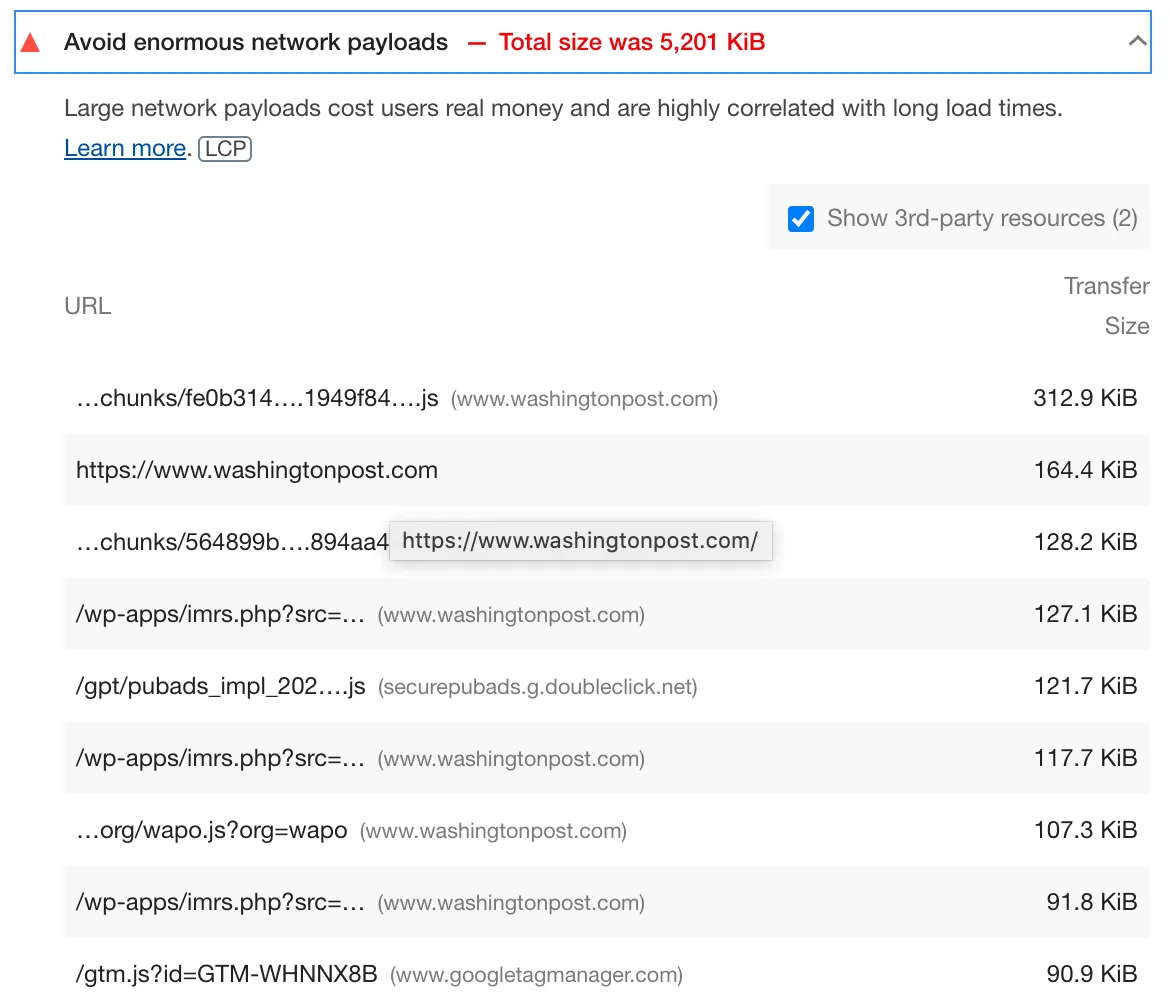 Avoid enormous network payloads — Total size was 5,201 KiB
Large network payloads cost users real money and are highly correlated with long load times.
Learn more. LCP
Show 3rd-party resources (2)
URL
Transfer
Size
…chunks/fe0b314….1949f84….js (www.washingtonpost.com) 312.9 KiB
https://www.washingtonpost.com 164.4 KiB
…chunks/564899b….894aa4 https://www.washingtonpost.com/ 128.2 KiB
/wp-apps/imrs.php?src=… (www.washingtonpost.com) 127.1 KiB
/gpt/pubads_impl_202….js (securepubads.g.doubleclick.net) 121.7 KiB
/wp-apps/imrs.php?src=… (www.washingtonpost.com) 117.7 KiB
…org/wapo.js?org=wapo (www.washingtonpost.com) 107.3 KiB
/wp-apps/imrs.php?src=… (www.washingtonpost.com) 91.8 KiB
/gtm.js?id=GTM-WHNNX8B (www.googletagmanager.com) 90.9 KiB